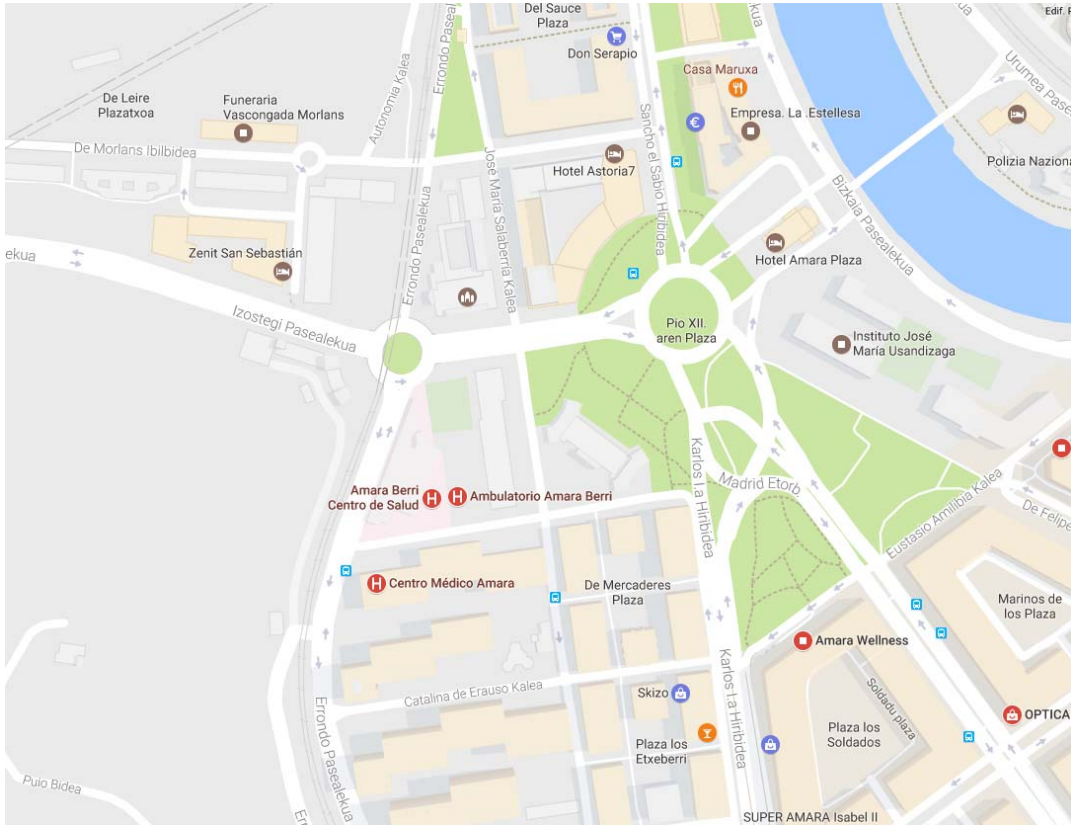 Del Sauce
Plaza
Edif.
Don Serapio
Errondo Pasealekua
Casa Maruxa
Urumea
De Leire
Plazatxoa
Funeraria
Vascongada Morlans
Autonomia Kalea
Sancho el Sabio Hiribidea
Empresa. La .Estellesa
De Morlans Ibilbidea
José María Salaberria Kalea
Hotel Astoria7
Polizia Naziona
Bizkaia Pasealekua
Zenit San Sebastián
ekua
Errondo Pasealekua
Hotel Amara Plaza
Izostegi Pasealekua
Pio XII.
aren Plaza
Instituto José
María Usandizaga
Karlos I.a Hiribidea
Madrid Etorb.
Amara Berri
Centro de Salud
Ambulatorio Amara Berri
Eustasio Amilibia Kalea
De Felipe
Centro Médico Amara
De Mercaderes
Plaza
Marinos de
los Plaza
Amara Wellness
Karlos I.a Hiribidea
Catalina de Erauso Kalea
Errondo Pasealekua
Skizo
Soldadu plaza
OPTICA
Plaza los
Soldados
Plaza los
Etxeberri
Puio Bidea
SUPER AMARA Isabel II